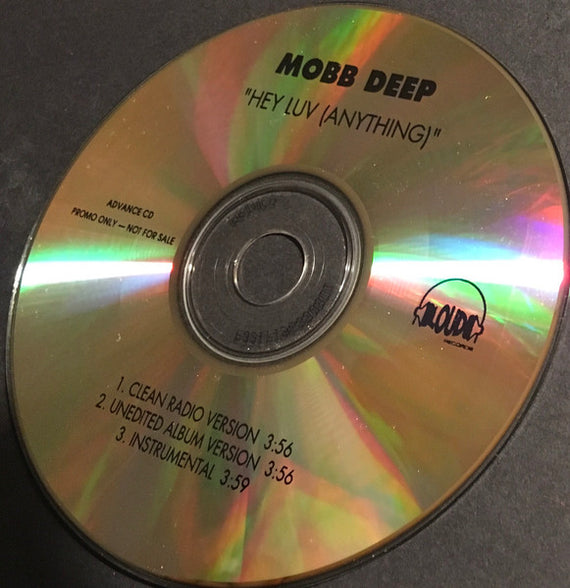 MOBB DEEP
"HEY LUV (ANYTHING)"
ADVANCE CD
PROMO ONLY — NOT FOR SALE
LOUD
RECORDS
1. CLEAN RADIO VERSION 3:56
2. UNEDITED ALBUM VERSION 3:56
3. INSTRUMENTAL 3:59